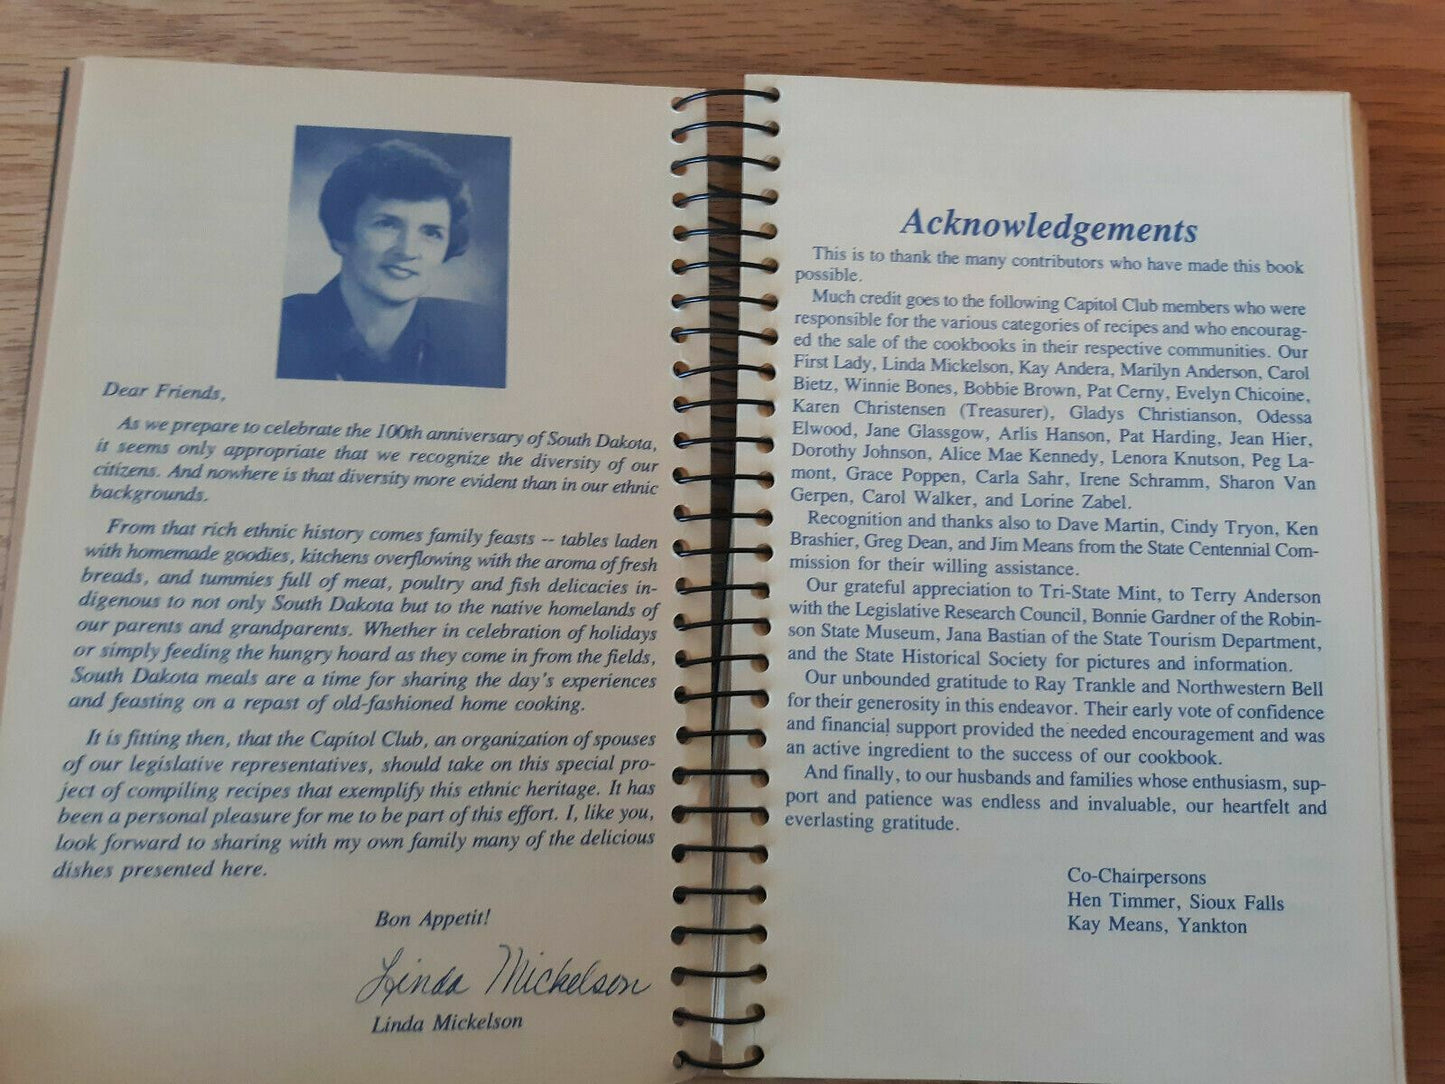 Dear Friends,
As we prepare to celebrate the 100th anniversary of South Dakota,
it seems only appropriate that we recognize the diversity of our
citizens. And nowhere is that diversity more evident than in our ethnic
backgrounds.
From that rich ethnic history comes family feasts -- tables laden
with homemade goodies, kitchens overflowing with the aroma of fresh
breads, and tummies full of meat, poultry and fish delicacies in-
digenous to not only South Dakota but to the native homelands of
our parents and grandparents. Whether in celebration of holidays
or simply feeding the hungry hoard as they come in from the fields,
South Dakota meals are a time for sharing the day's experiences
and feasting on a repast of old-fashioned home cooking.
It is fitting then, that the Capitol Club, an organization of spouses
of our legislative representatives, should take on this special pro-
ject of compiling recipes that exemplify this ethnic heritage. It has
been a personal pleasure for me to be part of this effort. I, like you,
look forward to sharing with my own family many of the delicious
dishes presented here.
Bon Appetit!
Linda Mickelson
Linda Mickelson
Acknowledgements
This is to thank the many contributors who have made this book
possible.
Much credit goes to the following Capitol Club members who were
responsible for the various categories of recipes and who encourag-
ed the sale of the cookbooks in their respective communities. Our
First Lady, Linda Mickelson, Kay Andera, Marilyn Anderson, Carol
Bietz, Winnie Bones, Bobbie Brown, Pat Cerny, Evelyn Chicoine,
Karen Christensen (Treasurer), Gladys Christianson, Odessa
Elwood, Jane Glassgow, Arlis Hanson, Pat Harding, Jean Hier,
Dorothy Johnson, Alice Mae Kennedy, Lenora Knutson, Peg La-
mont, Grace Poppen, Carla Sahr, Irene Schramm, Sharon Van
Gerpen, Carol Walker, and Lorine Zabel.
Recognition and thanks also to Dave Martin, Cindy Tryon, Ken
Brashier, Greg Dean, and Jim Means from the State Centennial Com-
mission for their willing assistance.
Our grateful appreciation to Tri-State Mint, to Terry Anderson
with the Legislative Research Council, Bonnie Gardner of the Robin-
son State Museum, Jana Bastian of the State Tourism Department,
and the State Historical Society for pictures and information.
Our unbounded gratitude to Ray Trankle and Northwestern Bell
for their generosity in this endeavor. Their early vote of confidence
and financial support provided the needed encouragement and was
an active ingredient to the success of our cookbook.
And finally, to our husbands and families whose enthusiasm, sup-
port and patience was endless and invaluable, our heartfelt and
everlasting gratitude.
Co-Chairpersons
Hen Timmer, Sioux Falls
Kay Means, Yankton